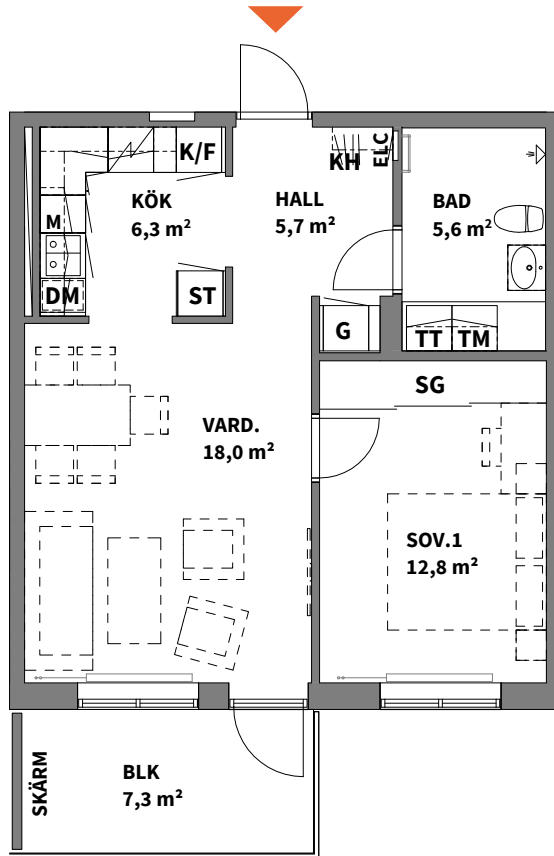 K/F
KH
ELC
KÖK
6,3 m²
HALL
5,7 m²
BAD
5,6 m²
M
DM
ST
G
TT
TM
SG
VARD.
18,0 m²
SOV.1
12,8 m²
SKÄRM
BLK
7,3 m²